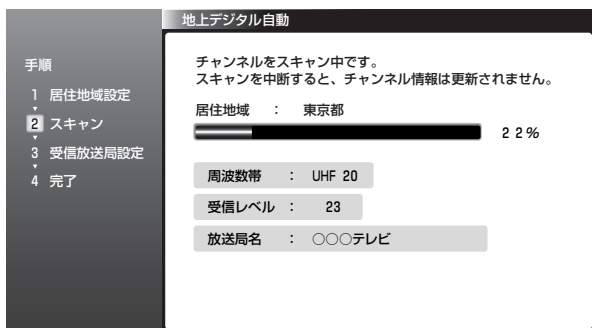 地上デジタル自動
手順
1 居住地域設定
2 スキャン
3 受信放送局設定
4 完了
チャンネルをスキャン中です。
スキャンを中断すると、チャンネル情報は更新されません。
居住地域 : 東京都
22%
周波数帯 : UHF 20
受信レベル : 23
放送局名 : ○○○テレビ